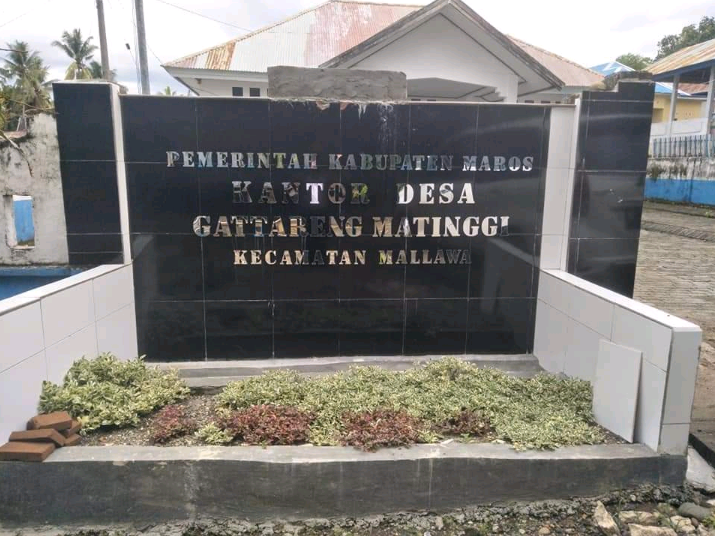 PEMERINTAH KABUPATEN MAROS
KANTOR DESA
GATTARENG MATINGGI
KECAMATAN MALLAWA